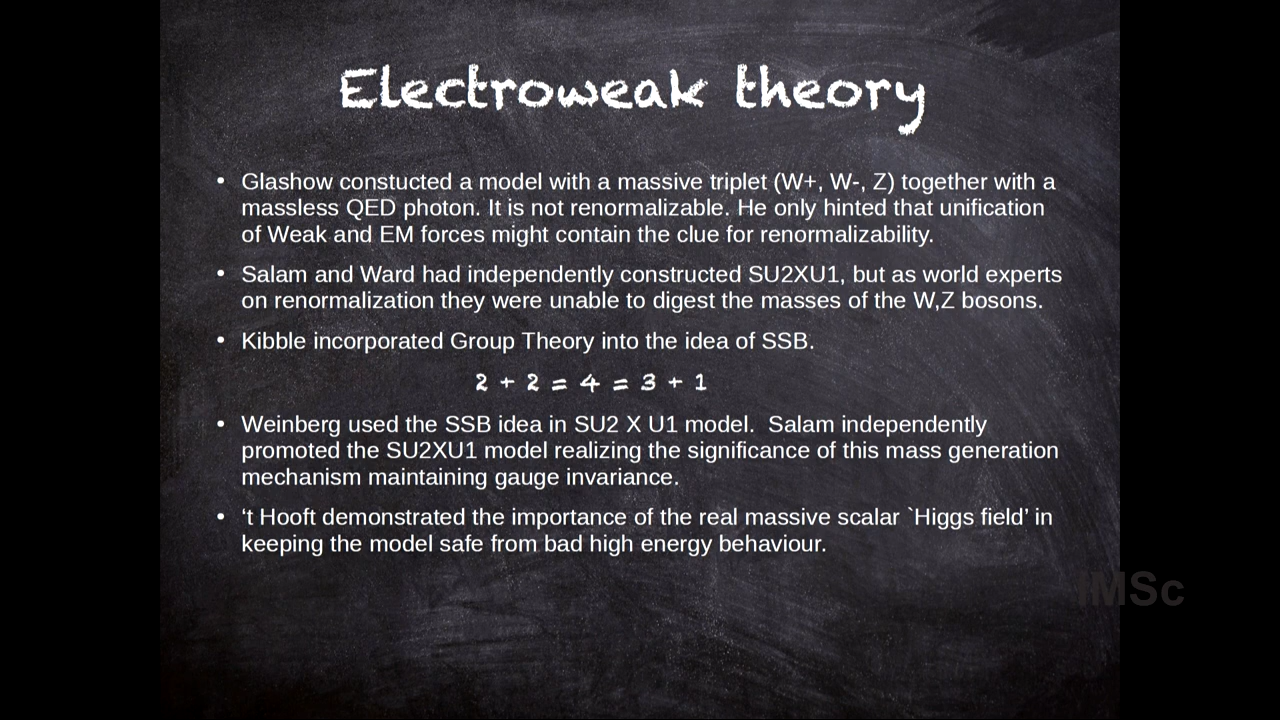 Electroweak theory
• Glashow constucted a model with a massive triplet (W+, W-, Z) together with a
massless QED photon. It is not renormalizable. He only hinted that unification
of Weak and EM forces might contain the clue for renormalizability.
• Salam and Ward had independently constructed SU2XU1, but as world experts
on renormalization they were unable to digest the masses of the W,Z bosons.
• Kibble incorporated Group Theory into the idea of SSB.
2 + 2 = 4 = 3 + 1
• Weinberg used the SSB idea in SU2 X U1 model.  Salam independently
promoted the SU2XU1 model realizing the significance of this mass generation
mechanism maintaining gauge invariance.
• ‘t Hooft demonstrated the importance of the real massive scalar `Higgs field’ in
keeping the model safe from bad high energy behaviour.
IMSc